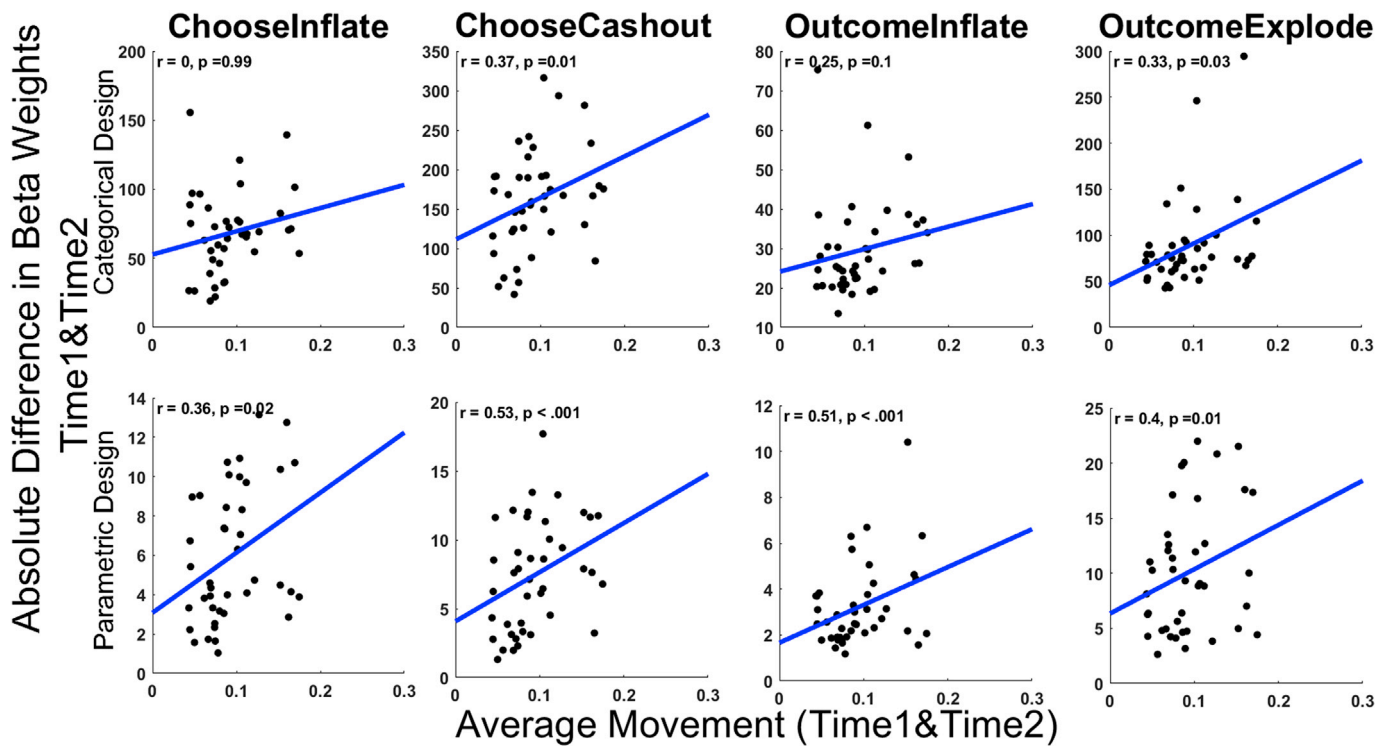 ChooseInflate ChooseCashout OutcomeInflate OutcomeExplode
Absolute Difference in Beta Weights
Time1&Time2
Categorical Design
r = 0, p =0.99
200
150
100
50
0
0 0.1 0.2 0.3
r = 0.37, p =0.01
350
300
250
200
150
100
50
0
0 0.1 0.2 0.3
r = 0.25, p =0.1
80
70
60
50
40
30
20
10
0 0.1 0.2 0.3
r = 0.33, p =0.03
300
250
200
150
100
50
0
0 0.1 0.2 0.3
Parametric Design
r = 0.36, p =0.02
14
12
10
8
6
4
2
0
0 0.1 0.2 0.3
r = 0.53, p < .001
20
15
10
5
0
0 0.1 0.2 0.3
r = 0.51, p < .001
12
10
8
6
4
2
0
0 0.1 0.2 0.3
r = 0.4, p =0.01
25
20
15
10
5
0
0 0.1 0.2 0.3
Average Movement (Time1&Time2)